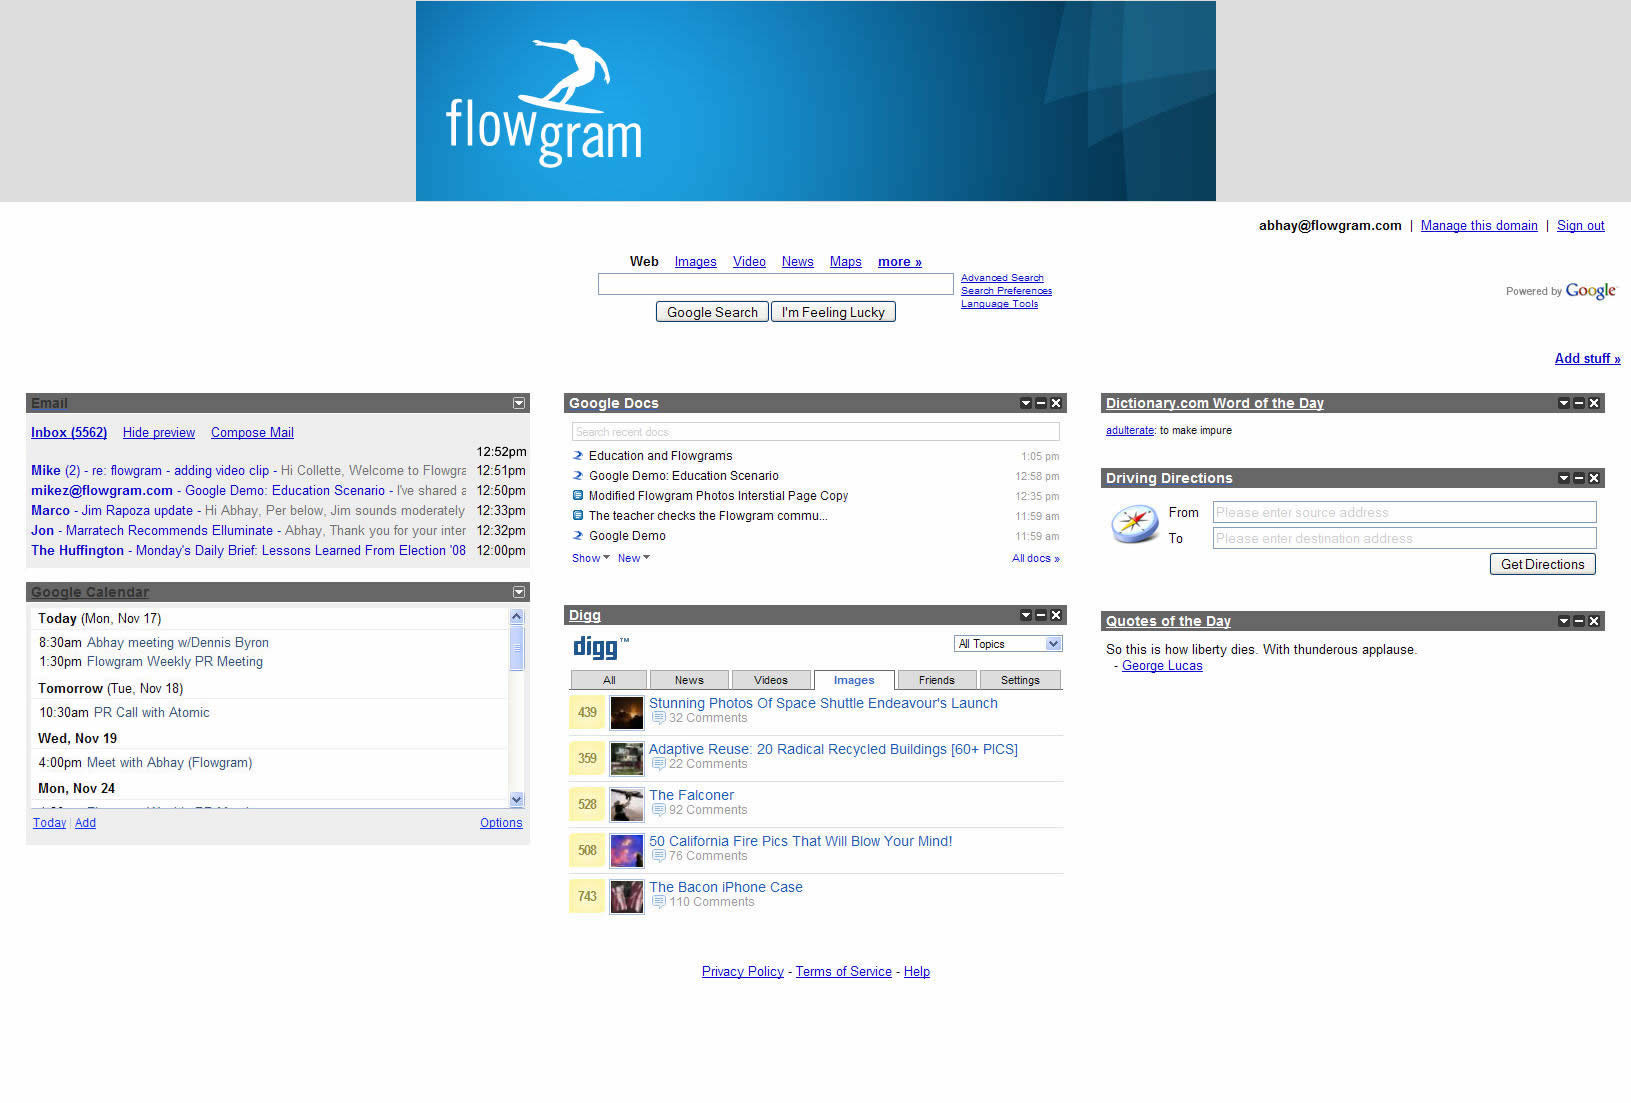 flowgram
abhay@flowgram.com | Manage this domain | Sign out
Web Images Video News Maps more »
Advanced Search
Search Preferences
Language Tools
Google Search I'm Feeling Lucky
Powered by Google
Add stuff »
Email
Inbox (5562) Hide preview Compose Mail
12:52pm
Mike (2) - re: flowgram - adding video clip - Hi Collette, Welcome to Flowgra 12:51pm
mikez@flowgram.com - Google Demo: Education Scenario - I've shared a 12:50pm
Marco - Jim Rapoza update - Hi Abhay, Per below, Jim sounds moderately 12:33pm
Jon - Marratech Recommends Elluminate - Abhay, Thank you for your inter 12:32pm
The Huffington - Monday's Daily Brief: Lessons Learned From Election '08 12:00pm
Google Calendar
Today (Mon, Nov 17)
8:30am Abhay meeting w/Dennis Byron
1:30pm Flowgram Weekly PR Meeting
Tomorrow (Tue, Nov 18)
10:30am PR Call with Atomic
Wed, Nov 19
4:00pm Meet with Abhay (Flowgram)
Mon, Nov 24
Today | Add Options
Google Docs
Search recent docs
Education and Flowgrams 1:05 pm
Google Demo: Education Scenario 12:58 pm
Modified Flowgram Photos Interstial Page Copy 12:35 pm
The teacher checks the Flowgram commu... 11:59 am
Google Demo 11:59 am
Show New All docs »
Digg
digg™ All Topics
All News Videos Images Friends Settings
439 Stunning Photos Of Space Shuttle Endeavour's Launch
32 Comments
359 Adaptive Reuse: 20 Radical Recycled Buildings [60+ PICS]
22 Comments
528 The Falconer
92 Comments
508 50 California Fire Pics That Will Blow Your Mind!
76 Comments
743 The Bacon iPhone Case
110 Comments
Dictionary.com Word of the Day
adulterate: to make impure
Driving Directions
From Please enter source address
To Please enter destination address
Get Directions
Quotes of the Day
So this is how liberty dies. With thunderous applause.
- George Lucas
Privacy Policy - Terms of Service - Help